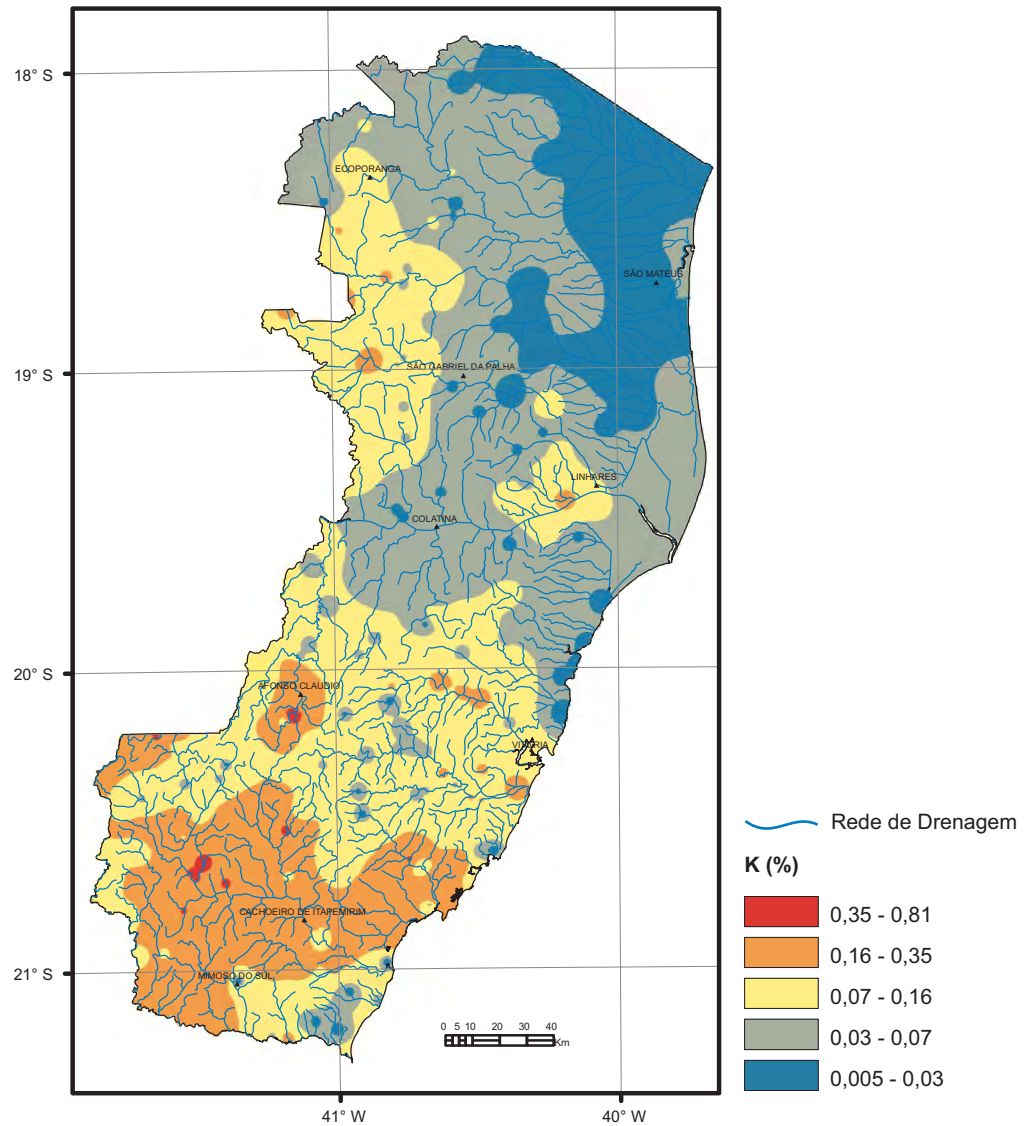 18° S
ECOPORANGA
SÃO MATEUS
19° S
SÃO GABRIEL DA PALHA
LINHARES
COLATINA
20° S
AFONSO CLAUDIO
VITÓRIA
Rede de Drenagem
K (%)
0,35 - 0,81
CACHOEIRO DE ITAPEMIRIM
0,16 - 0,35
21° S
MIMOSO DO SUL
0,07 - 0,16
0 5 10 20 30 40
Km
0,03 - 0,07
0,005 - 0,03
41° W
40° W